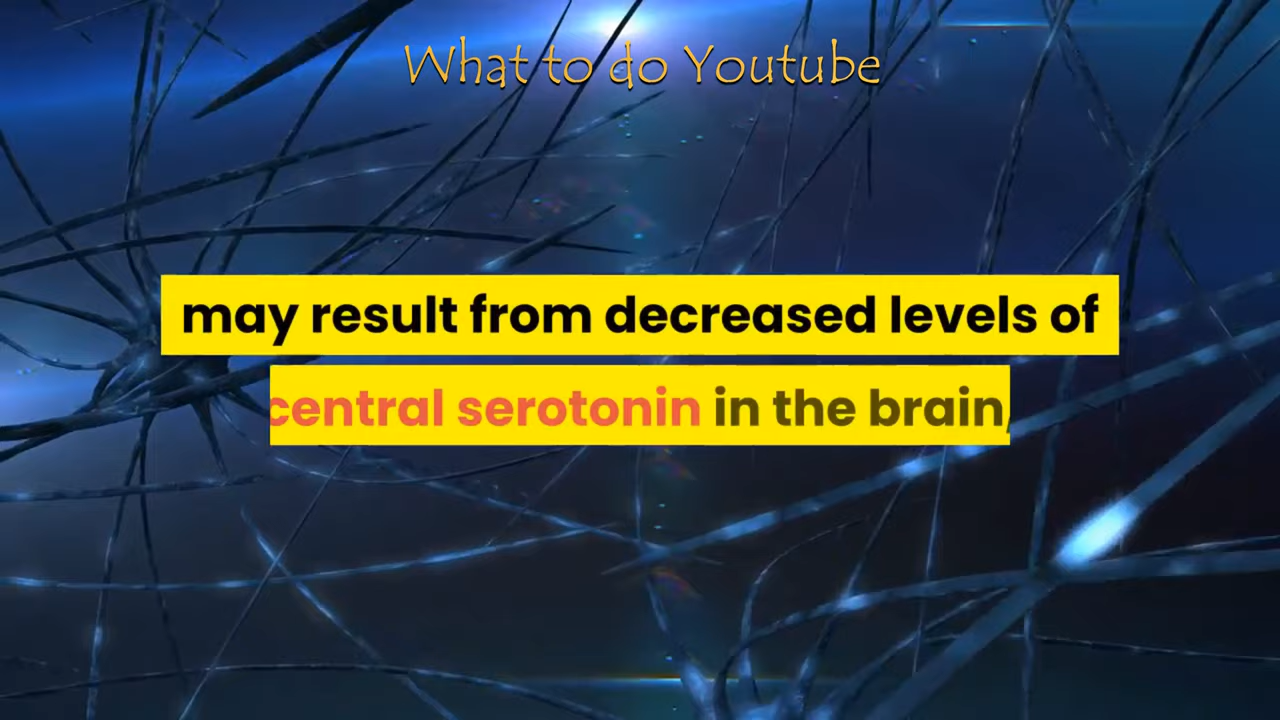 What to do Youtube
may result from decreased levels of
central serotonin in the brain,